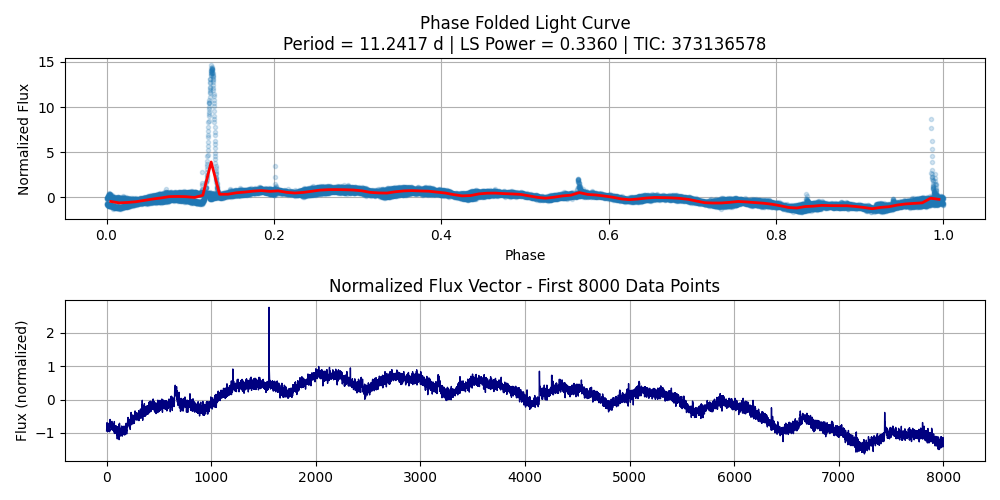 Phase Folded Light Curve
Period = 11.2417 d | LS Power = 0.3360 | TIC: 373136578
Normalized Flux
15
10
5
0
0.0 0.2 0.4 0.6 0.8 1.0
Phase
Normalized Flux Vector - First 8000 Data Points
Flux (normalized)
2
1
0
−1
0 1000 2000 3000 4000 5000 6000 7000 8000